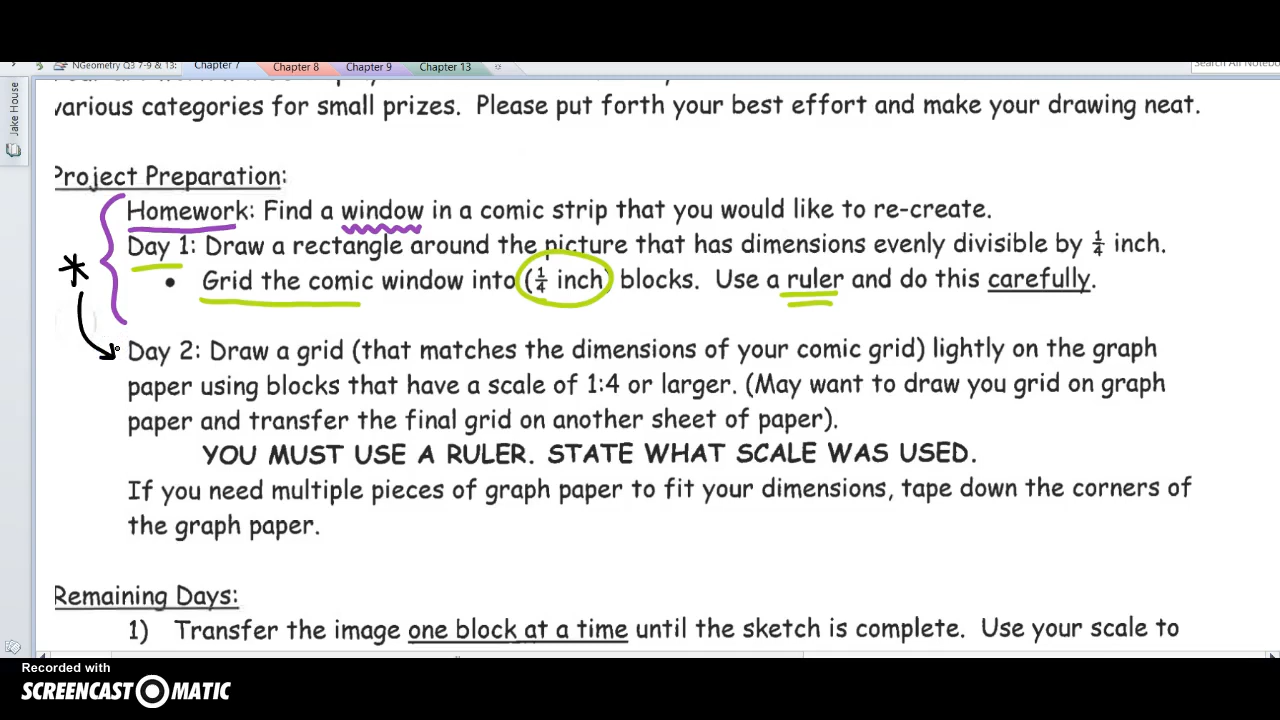 Jake House
NGeometry Q3 7-9 & 13: Chapter 7 Chapter 8 Chapter 9 Chapter 13
various categories for small prizes. Please put forth your best effort and make your drawing neat.
Project Preparation:
Homework: Find a window in a comic strip that you would like to re-create.
Day 1: Draw a rectangle around the picture that has dimensions evenly divisible by ¼ inch.
• Grid the comic window into (¼ inch) blocks. Use a ruler and do this carefully.
Day 2: Draw a grid (that matches the dimensions of your comic grid) lightly on the graph
paper using blocks that have a scale of 1:4 or larger. (May want to draw you grid on graph
paper and transfer the final grid on another sheet of paper).
YOU MUST USE A RULER. STATE WHAT SCALE WAS USED.
If you need multiple pieces of graph paper to fit your dimensions, tape down the corners of
the graph paper.
Remaining Days:
1) Transfer the image one block at a time until the sketch is complete. Use your scale to
Recorded with
SCREENCAST MATIC